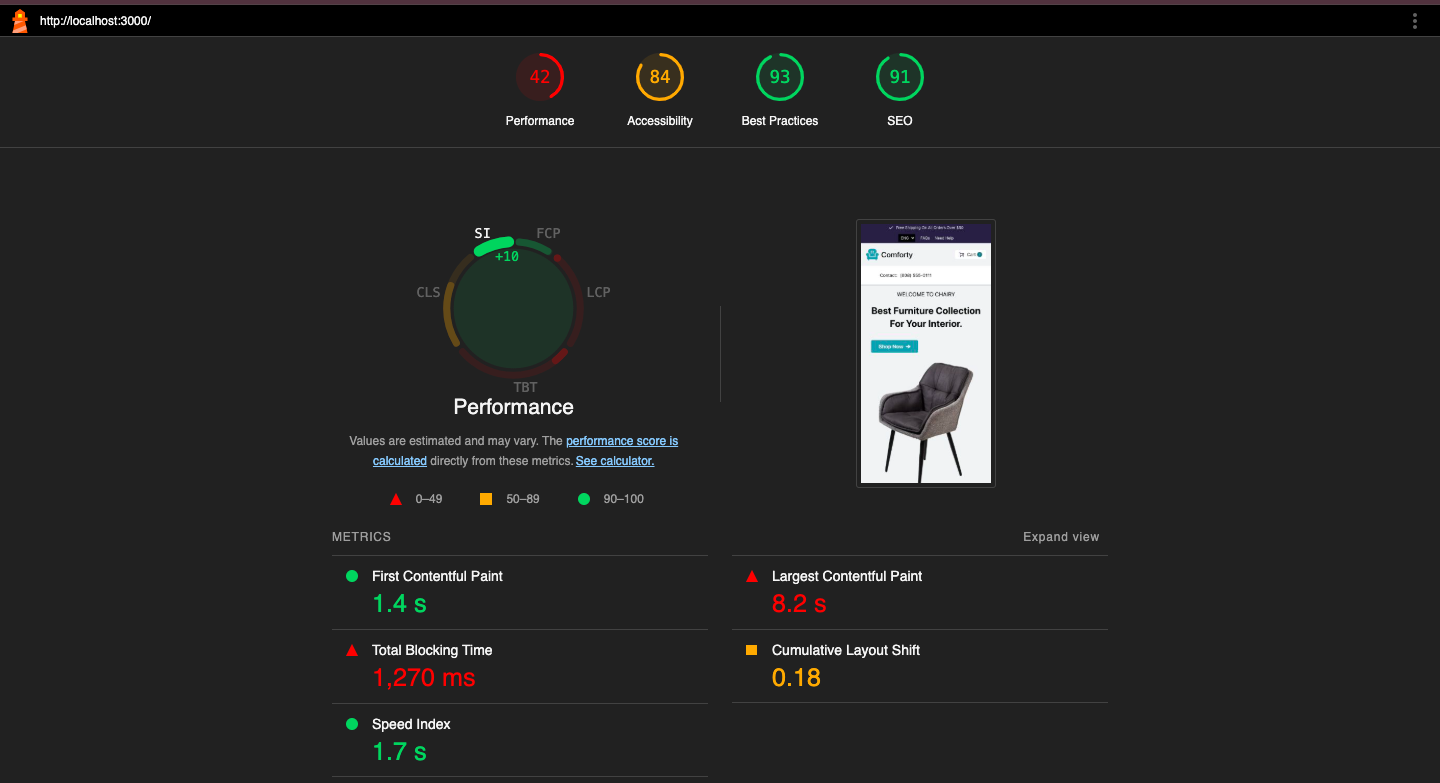 http://localhost:3000/
42
84
93
91
Performance
Accessibility
Best Practices
SEO
SI
FCP
+10
CLS
LCP
TBT
Performance
Values are estimated and may vary. The performance score is
calculated directly from these metrics. See calculator.
0–49
50–89
90–100
Free Shipping On All Orders Over $50
ENG
FAQs
Need Help
Comforty
Cart
Contact: (808) 555-0111
WELCOME TO CHAIRY
Best Furniture Collection
For Your Interior.
Shop Now
METRICS
Expand view
First Contentful Paint
1.4 s
Largest Contentful Paint
8.2 s
Total Blocking Time
1,270 ms
Cumulative Layout Shift
0.18
Speed Index
1.7 s